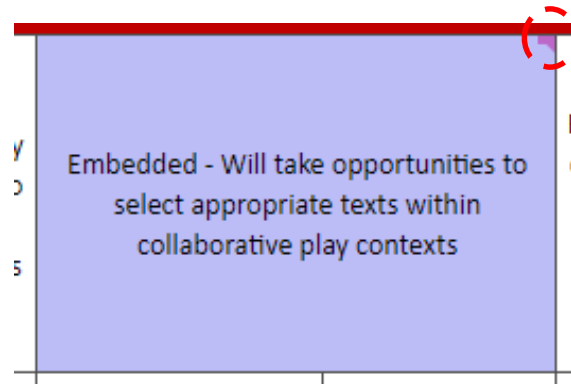 Embedded - Will take opportunities to
select appropriate texts within
collaborative play contexts